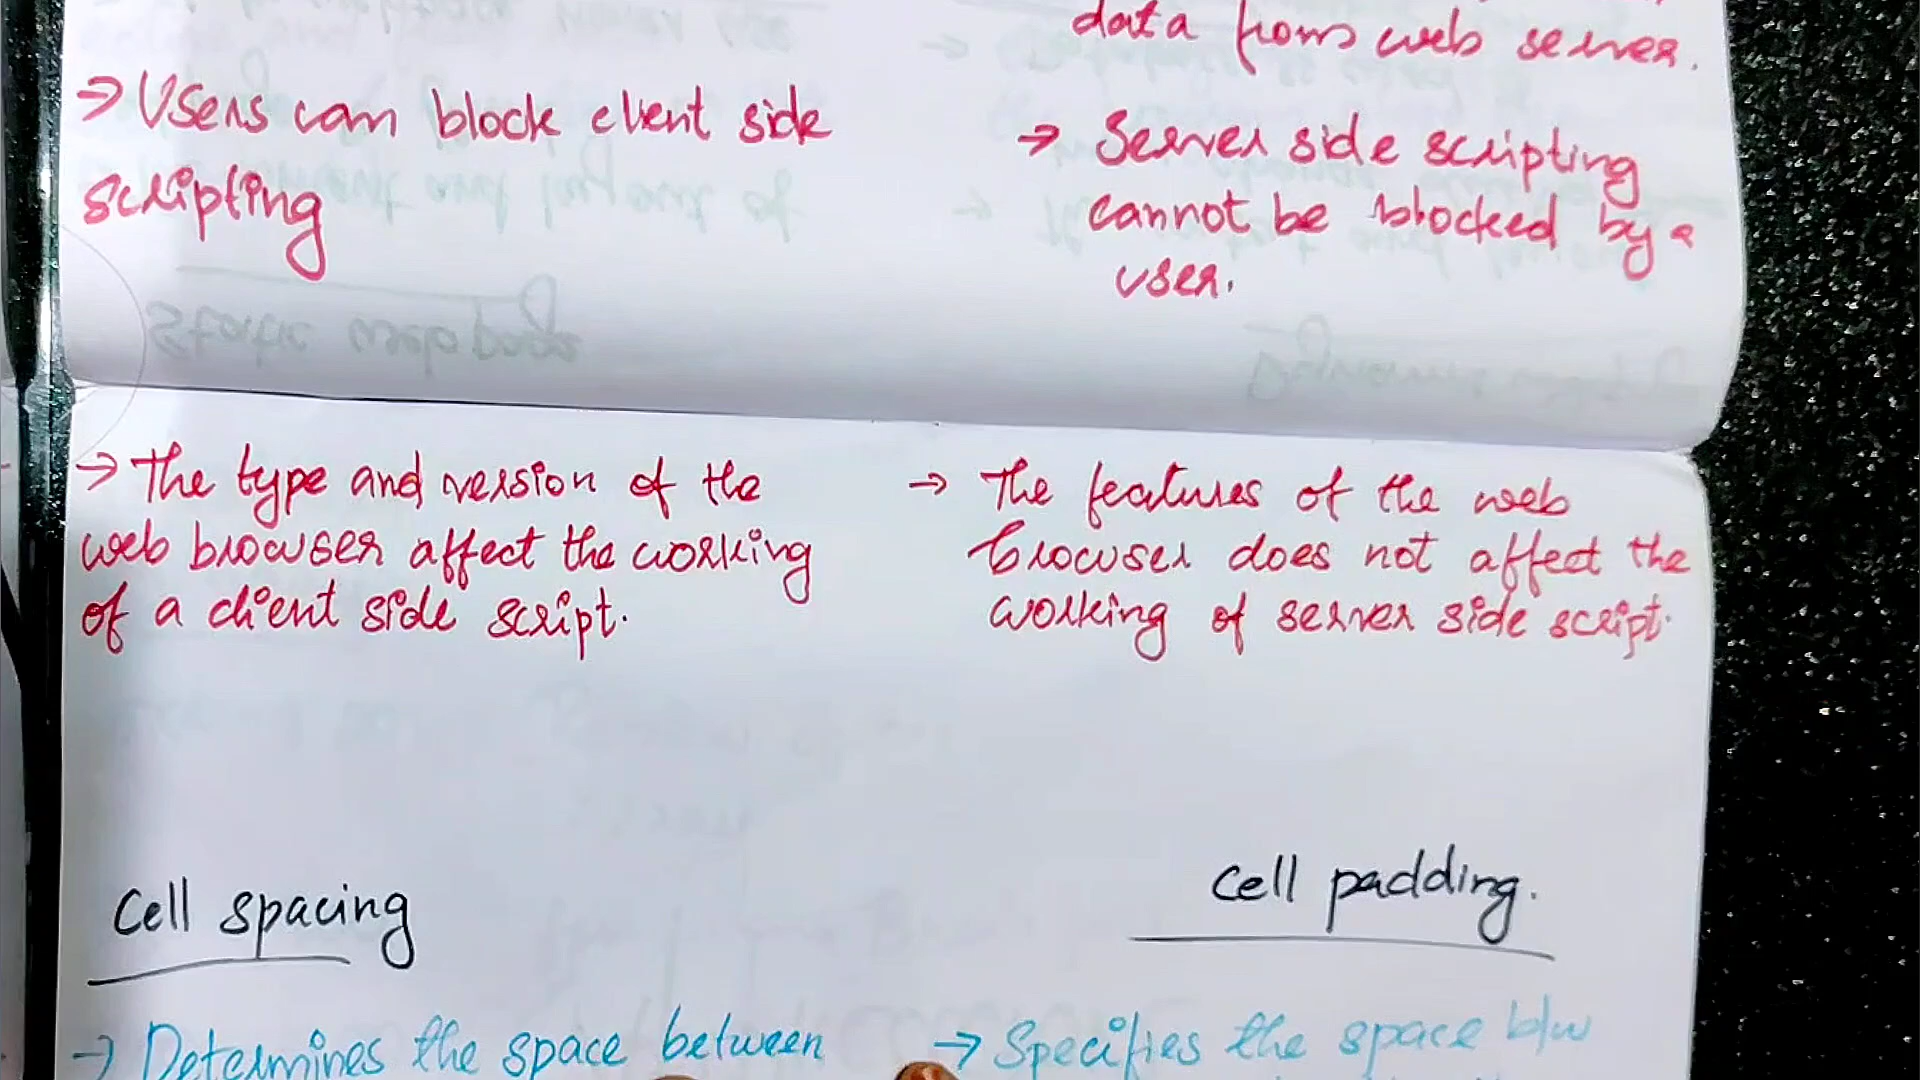 data from web server.
→ Users can block client side
scripting
→ Server side scripting
cannot be blocked by a
user.
→ The type and version of the
web browser affect the working
of a client side script.
→ The features of the web
browser does not affect the
working of server side script.
Cell spacing
Cell padding.
→ Determines the space between
→ Specifies the space b/w